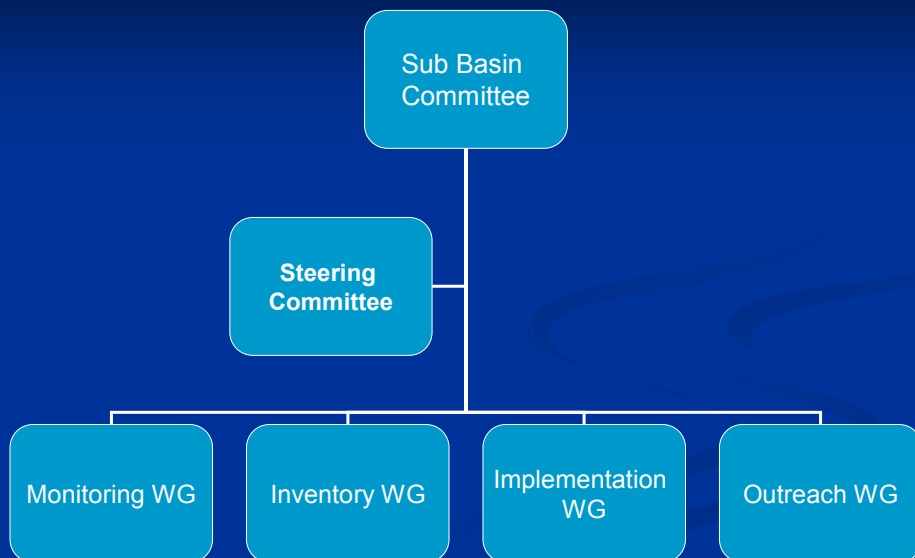 Sub Basin
Committee
Steering
Committee
Monitoring WG
Inventory WG
Implementation
WG
Outreach WG